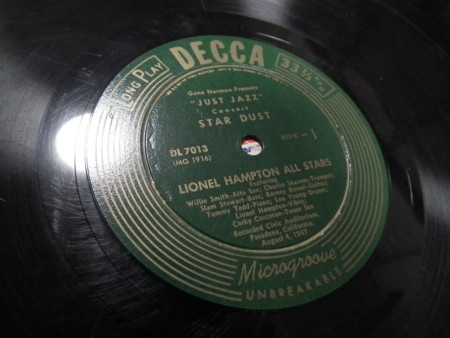 DECCA
LONG PLAY
33 1/3
Gene Norman Presents
"JUST JAZZ"
Concert
STAR DUST
DL 7013
(MG 1916)
SIDE - 1
LIONEL HAMPTON ALL STARS
Featuring
Willie Smith-Alto Sax; Charlie Shavers-Trumpet;
Slam Stewart-Bass; Barney Kessel-Guitar;
Tommy Todd-Piano; Lee Young Drums;
Lionel Hampton-Vibes;
Corky Corcoran-Tenor Sax
Recorded Civic Auditorium,
Pasadena, California,
August 4, 1947
Microgroove
UNBREAKABLE